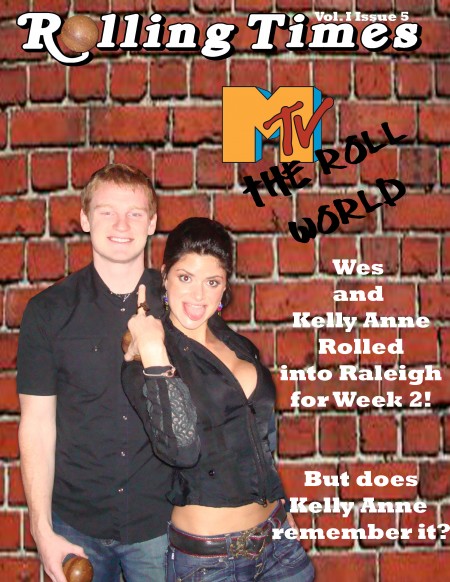 Rolling Times
Vol. I Issue 5
MTV
THE ROLL
WORLD
Wes
and
Kelly Anne
Rolled
into Raleigh
for Week 2!
But does
Kelly Anne
remember it?